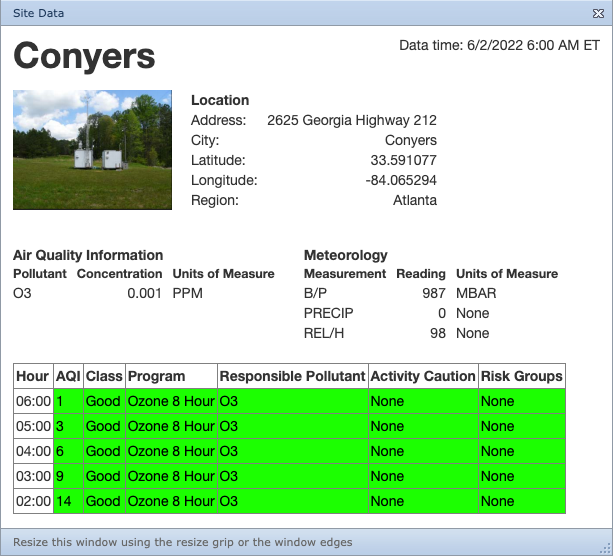 Site Data
Conyers
Data time: 6/2/2022 6:00 AM ET
Location
Address: 2625 Georgia Highway 212
City: Conyers
Latitude: 33.591077
Longitude: -84.065294
Region: Atlanta
Air Quality Information
Pollutant Concentration Units of Measure
O3 0.001 PPM
Meteorology
Measurement Reading Units of Measure
B/P 987 MBAR
PRECIP 0 None
REL/H 98 None
Hour AQI Class Program Responsible Pollutant Activity Caution Risk Groups
06:00 1 Good Ozone 8 Hour O3 None None
05:00 3 Good Ozone 8 Hour O3 None None
04:00 6 Good Ozone 8 Hour O3 None None
03:00 9 Good Ozone 8 Hour O3 None None
02:00 14 Good Ozone 8 Hour O3 None None
Resize this window using the resize grip or the window edges